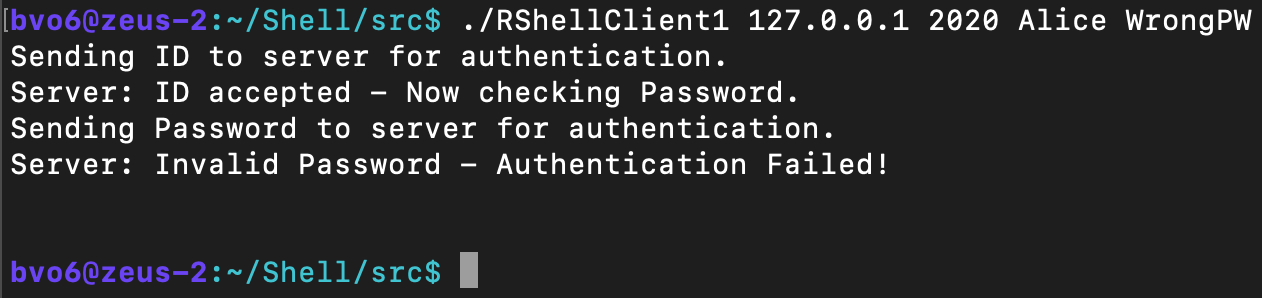 bvo6@zeus-2:~/Shell/src$ ./RShellClient1 127.0.0.1 2020 Alice WrongPW
Sending ID to server for authentication.
Server: ID accepted – Now checking Password.
Sending Password to server for authentication.
Server: Invalid Password – Authentication Failed!
bvo6@zeus-2:~/Shell/src$